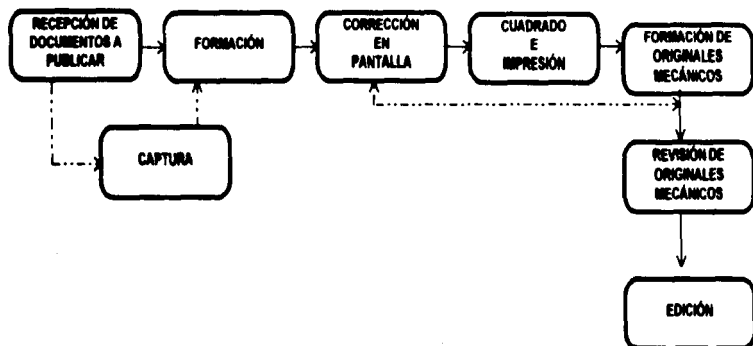 RECEPCIÓN DE
DOCUMENTOS A
PUBLICAR
FORMACIÓN
CORRECCIÓN
EN
PANTALLA
CUADRADO
E
IMPRESIÓN
FORMACIÓN DE
ORIGINALES
MECÁNICOS
CAPTURA
REVISIÓN DE
ORIGINALES
MECÁNICOS
EDICIÓN